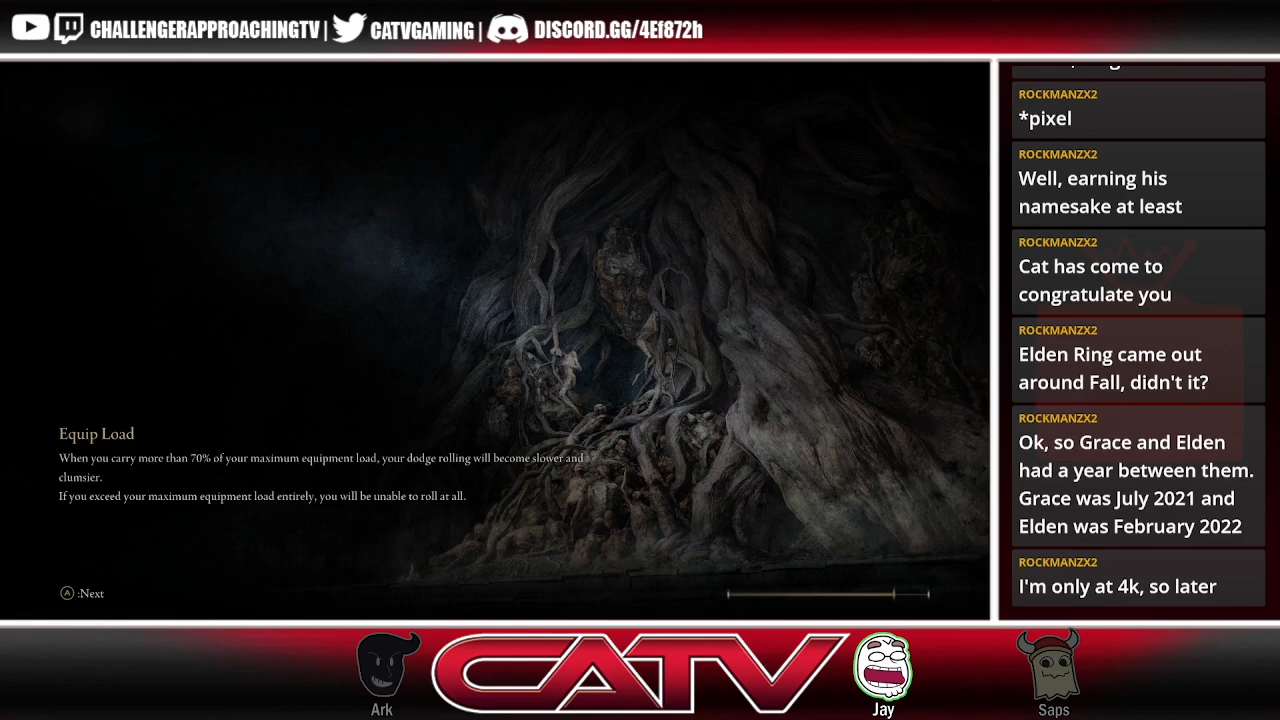 CHALLENGERAPPROACHINGTV | CATVGAMING | DISCORD.GG/4Ef872h
ROCKMANZX2
*pixel
ROCKMANZX2
Well, earning his
namesake at least
ROCKMANZX2
Cat has come to
congratulate you
ROCKMANZX2
Elden Ring came out
around Fall, didn't it?
ROCKMANZX2
Ok, so Grace and Elden
had a year between them.
Grace was July 2021 and
Elden was February 2022
ROCKMANZX2
I'm only at 4k, so later
Equip Load
When you carry more than 70% of your maximum equipment load, your dodge rolling will become slower and
clumsier.
If you exceed your maximum equipment load entirely, you will be unable to roll at all.
A :Next
CATV
Ark
Jay
Saps